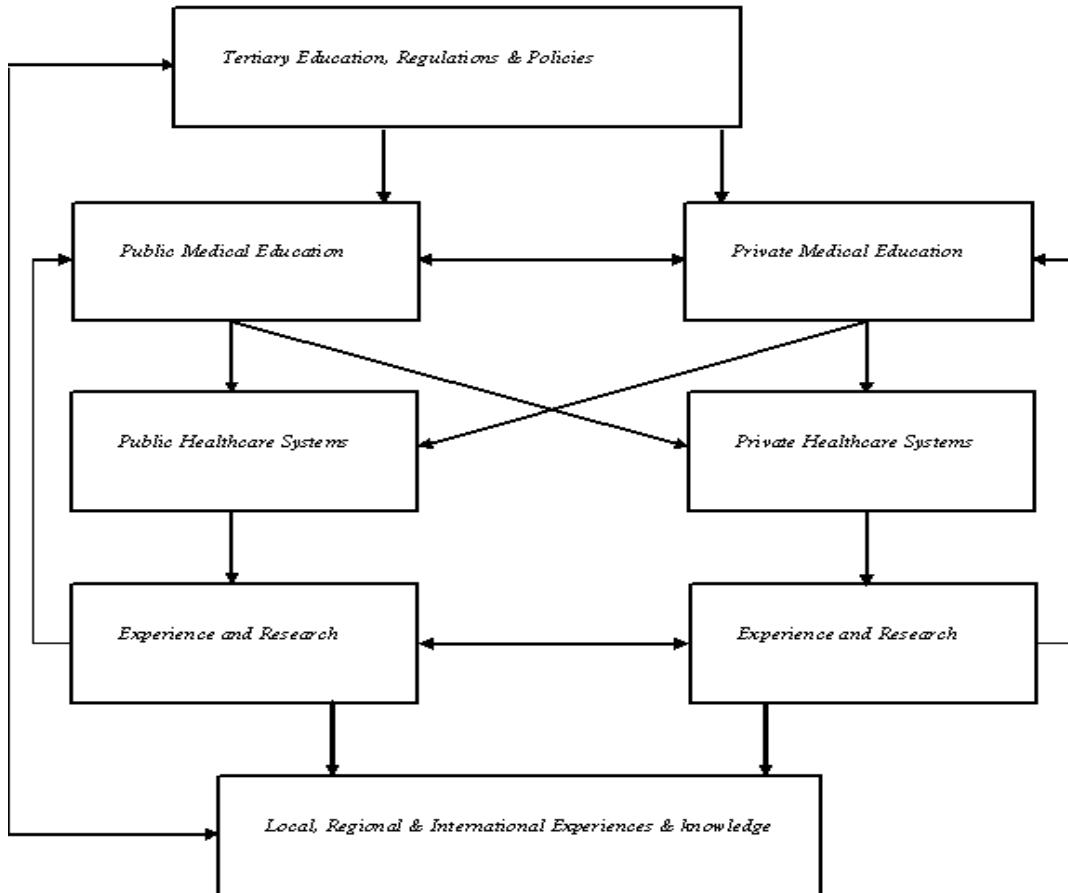 Tertiary Education, Regulations & Policies
Public Medical Education
Private Medical Education
Public Healthcare Systems
Private Healthcare Systems
Experience and Research
Experience and Research
Local, Regional & International Experiences & knowledge